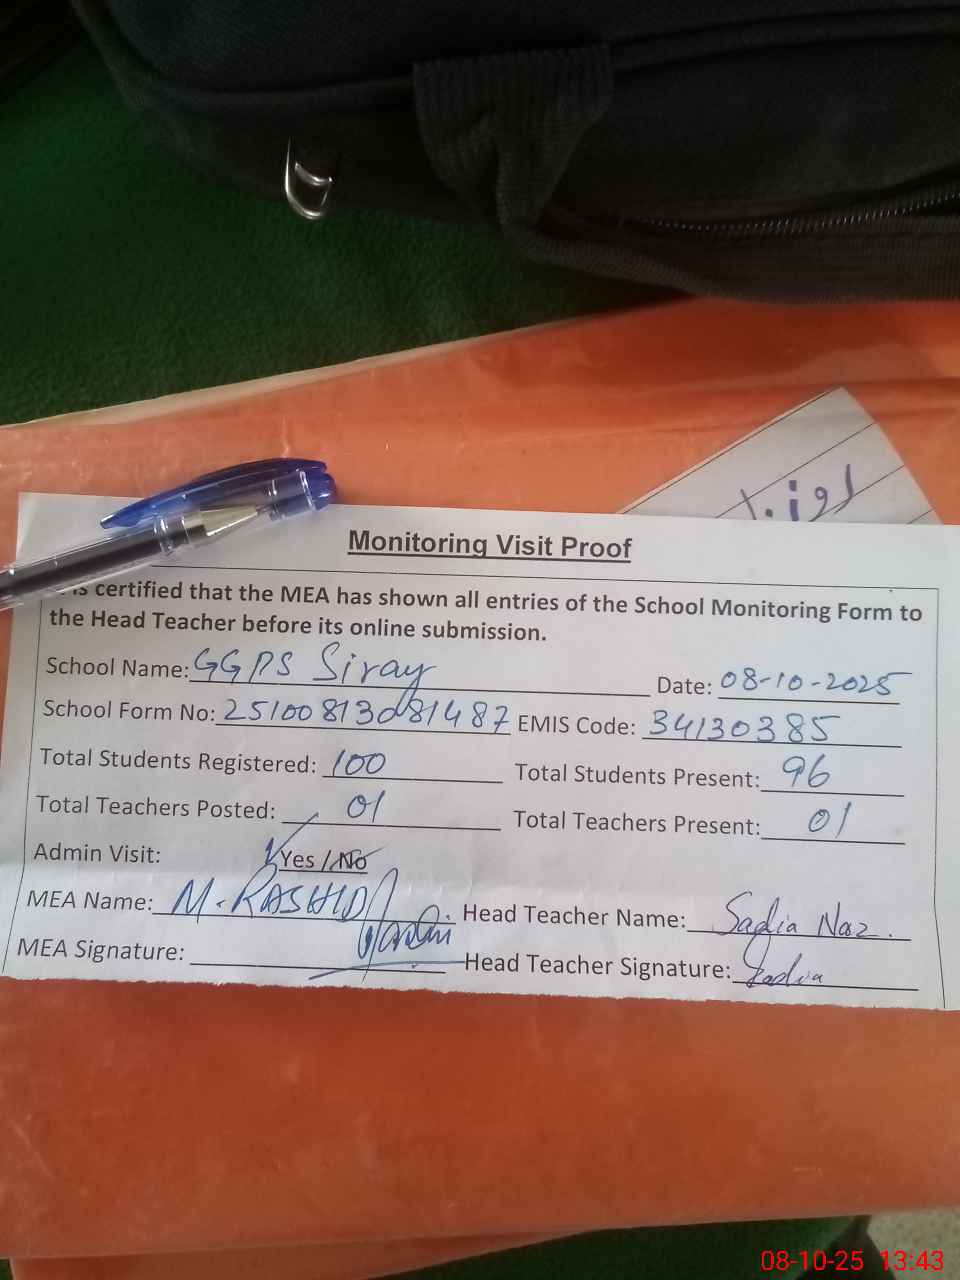 اوزا
Monitoring Visit Proof
is certified that the MEA has shown all entries of the School Monitoring Form to
the Head Teacher before its online submission.
School Name: GGPS Siray Date: 08-10-2025
School Form No: 25100813081487 EMIS Code: 34130385
Total Students Registered: 100 Total Students Present: 96
Total Teachers Posted: 01 Total Teachers Present: 01
Admin Visit: Yes / No
MEA Name: M. RASHID Head Teacher Name: Sadia Naz.
MEA Signature: Head Teacher Signature: Sadia
08-10-25 13:43